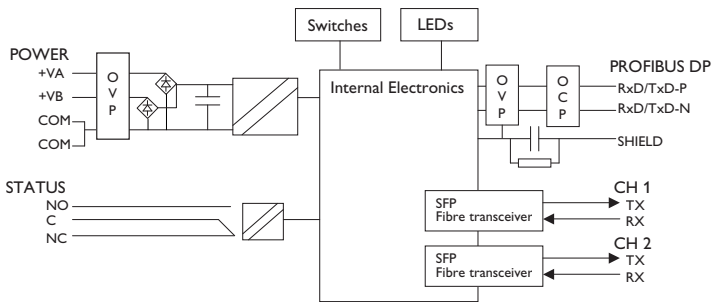 Switches
LEDs
POWER
+VA
+VB
COM
COM
O
V
P
Internal Electronics
O
V
P
O
C
P
PROFIBUS DP
RxD/TxD-P
RxD/TxD-N
SHIELD
STATUS
NO
C
NC
SFP
Fibre transceiver
CH 1
TX
RX
SFP
Fibre transceiver
CH 2
TX
RX